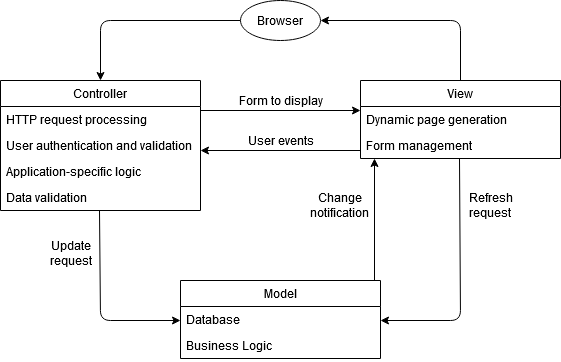 Browser
Controller
HTTP request processing
User authentication and validation
Application-specific logic
Data validation
Form to display
User events
View
Dynamic page generation
Form management
Update
request
Change
notification
Refresh
request
Model
Database
Business Logic